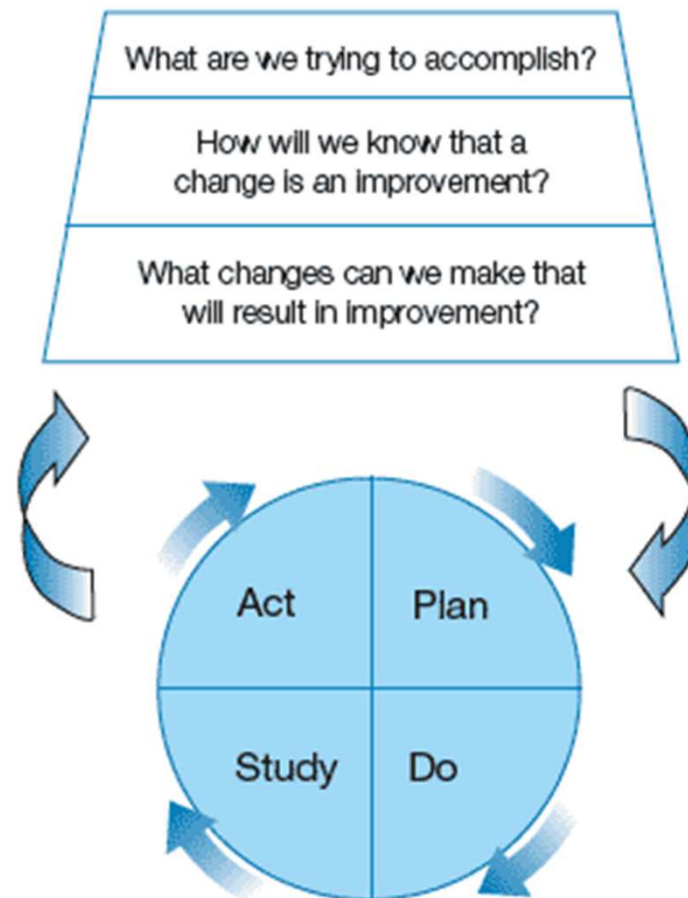 What are we trying to accomplish?
How will we know that a
change is an improvement?
What changes can we make that
will result in improvement?
Act
Plan
Study
Do